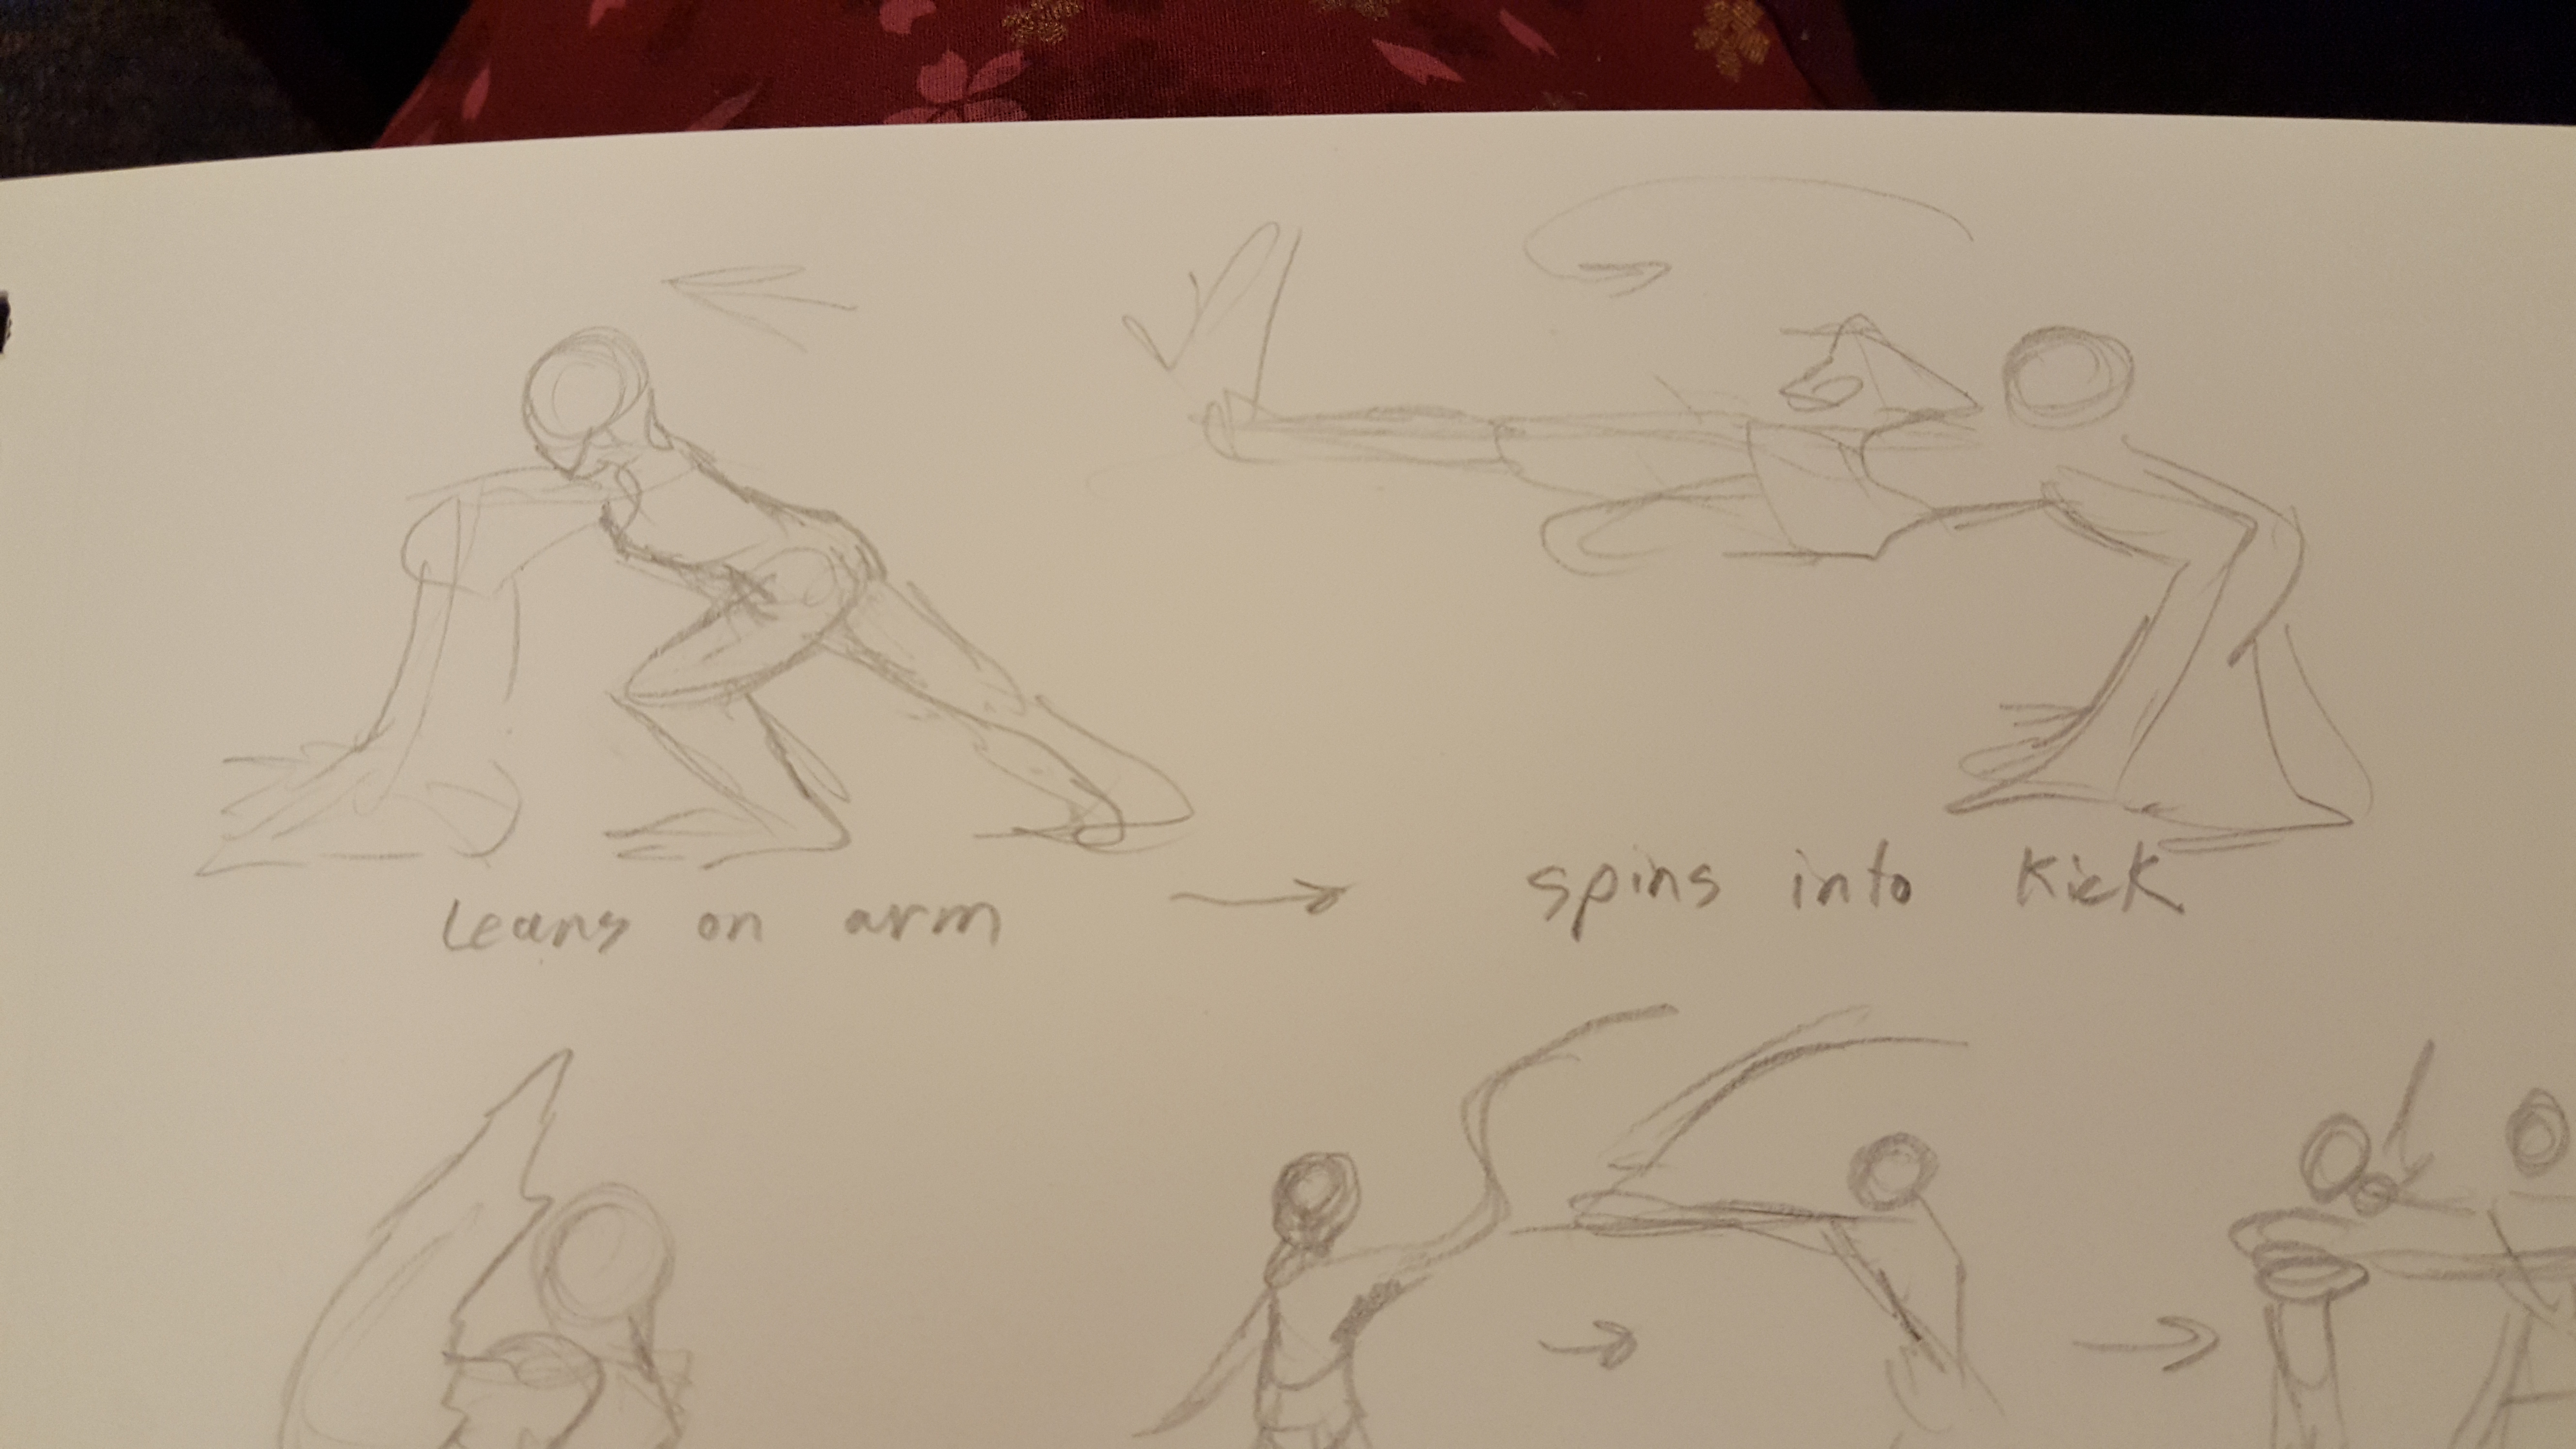 Leans on arm → spins into kick